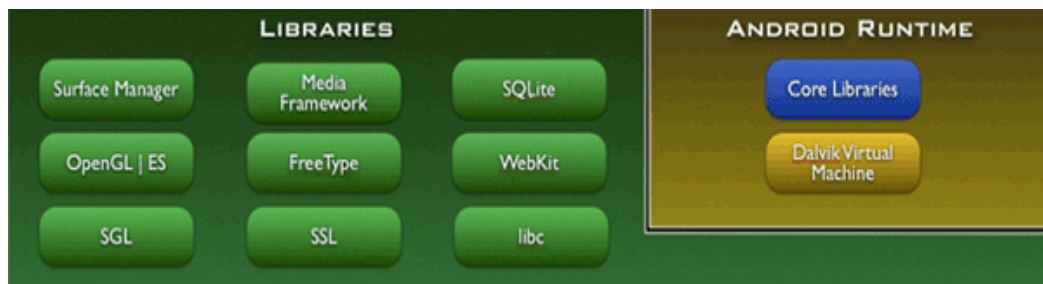 LIBRARIES
Surface Manager
Media
Framework
SQLite
OpenGL | ES
FreeType
WebKit
SGL
SSL
libc
ANDROID RUNTIME
Core Libraries
Dalvik Virtual
Machine